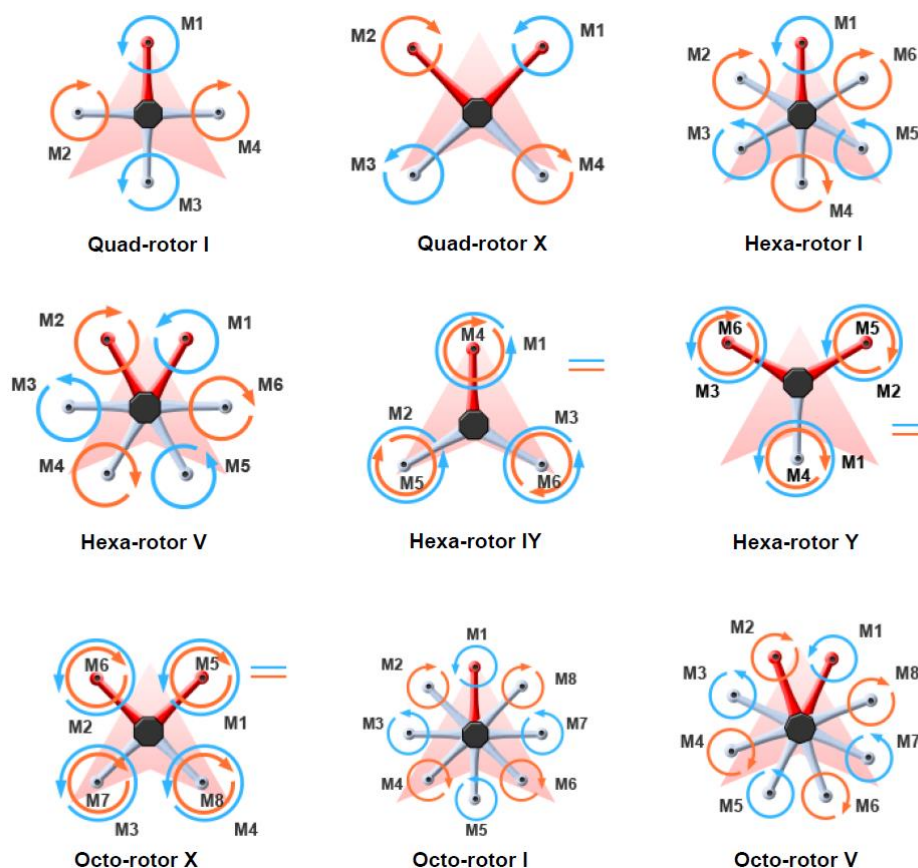 M1
M2
M4
M3
Quad-rotor I
M2
M1
M3
M4
Quad-rotor X
M1
M2
M6
M3
M5
M4
Hexa-rotor I
M2
M1
M3
M6
M4
M5
Hexa-rotor V
M4
M1
M2
M3
M5
M6
Hexa-rotor IY
M6
M5
M3
M2
M4
M1
Hexa-rotor Y
M6
M5
M2
M1
M7
M8
M3
M4
Octo-rotor X
M1
M2
M8
M3
M7
M4
M6
M5
Octo-rotor I
M2
M1
M3
M8
M4
M7
M5
M6
Octo-rotor V